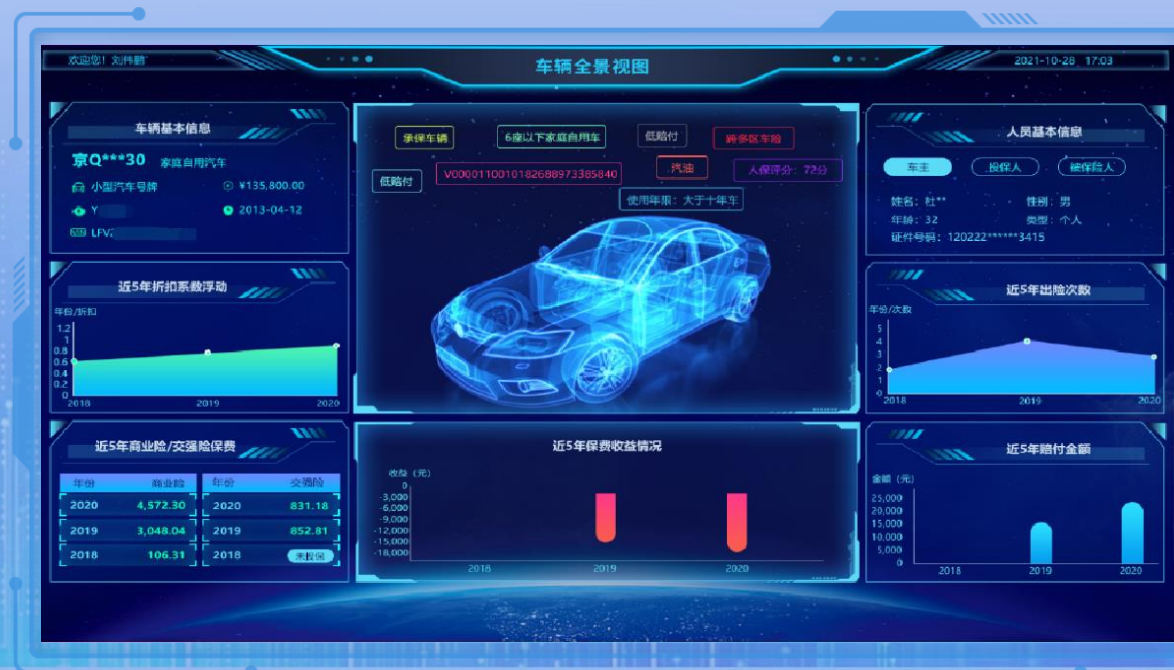 欢迎您！刘伟鹏
车辆全景视图
2021-10-28 17:03
车辆基本信息
京Q***30 家庭自用汽车
小型汽车号牌 ¥135,800.00
Y 2013-04-12
LFV
近5年折扣系数浮动
年份/折扣
1.2
1
0.8
0.6
0.4
0.2
0
2018 2019 2020
近5年商业险/交强险保费
年份 商业险 年份 交强险
2020 4,572.30 2020 831.18
2019 3,048.04 2019 852.81
2018 106.31 2018 未投保
承保车辆 6座以下家庭自用车 低赔付 跨多区车险
低赔付 V0000110010182688973385840 汽油 人保评分：72分
使用年限：大于十年车
近5年保费收益情况
收益（元）
0
-3,000
-6,000
-9,000
-12,000
-15,000
-18,000
2018 2019 2020
人员基本信息
车主 投保人 被保险人
姓名：杜** 性别：男
年龄：32 类型：个人
证件号码：120222******3415
近5年出险次数
年份/次数
5
4
3
2
1
0
2018 2019 2020
近5年赔付金额
金额（元）
25,000
20,000
15,000
10,000
5,000
0
2018 2019 2020